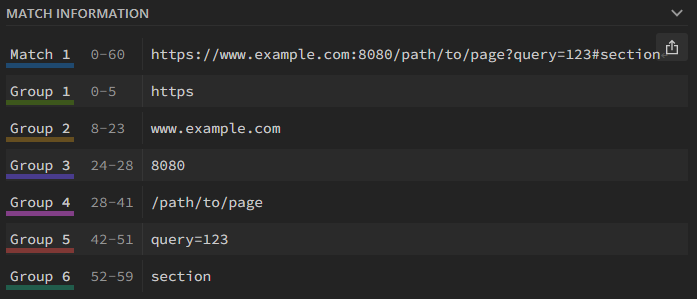 MATCH INFORMATION
Match 1 0-60 https://www.example.com:8080/path/to/page?query=123#section
Group 1 0-5 https
Group 2 8-23 www.example.com
Group 3 24-28 8080
Group 4 28-41 /path/to/page
Group 5 42-51 query=123
Group 6 52-59 section